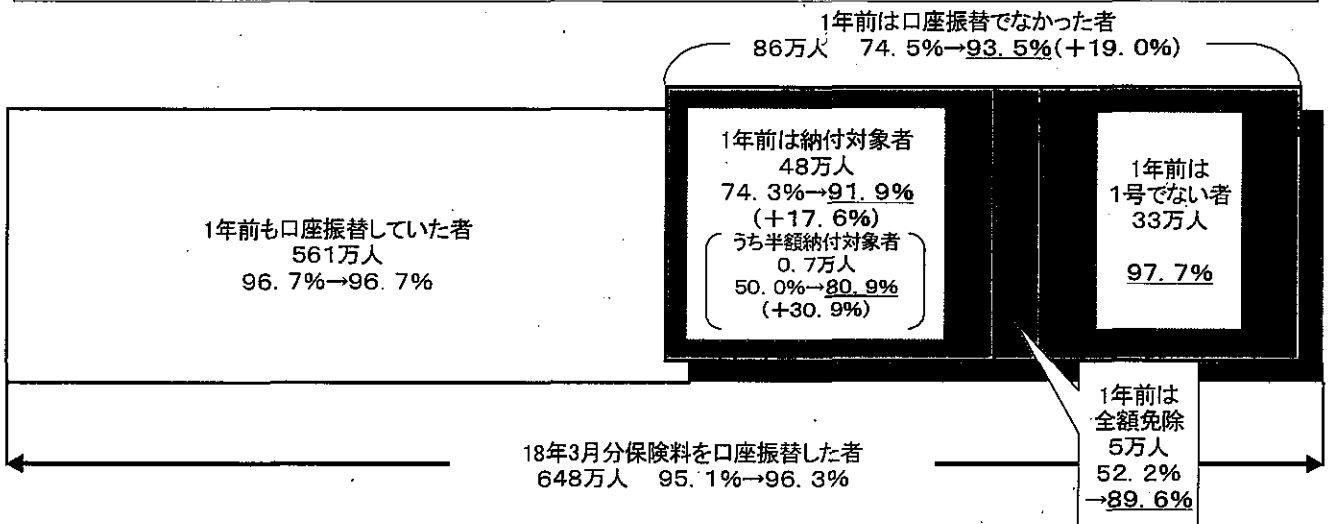 1年前は口座振替でなかった者
86万人 74.5%→93.5%(+19.0%)
1年前も口座振替していた者
561万人
96.7%→96.7%
1年前は納付対象者
48万人
74.3%→91.9%
(+17.6%)
うち半額納付対象者
0.7万人
50.0%→80.9%
(+30.9%)
1年前は
1号でない者
33万人
97.7%
1年前は
全額免除
5万人
52.2%
→89.6%
18年3月分保険料を口座振替した者
648万人 95.1%→96.3%